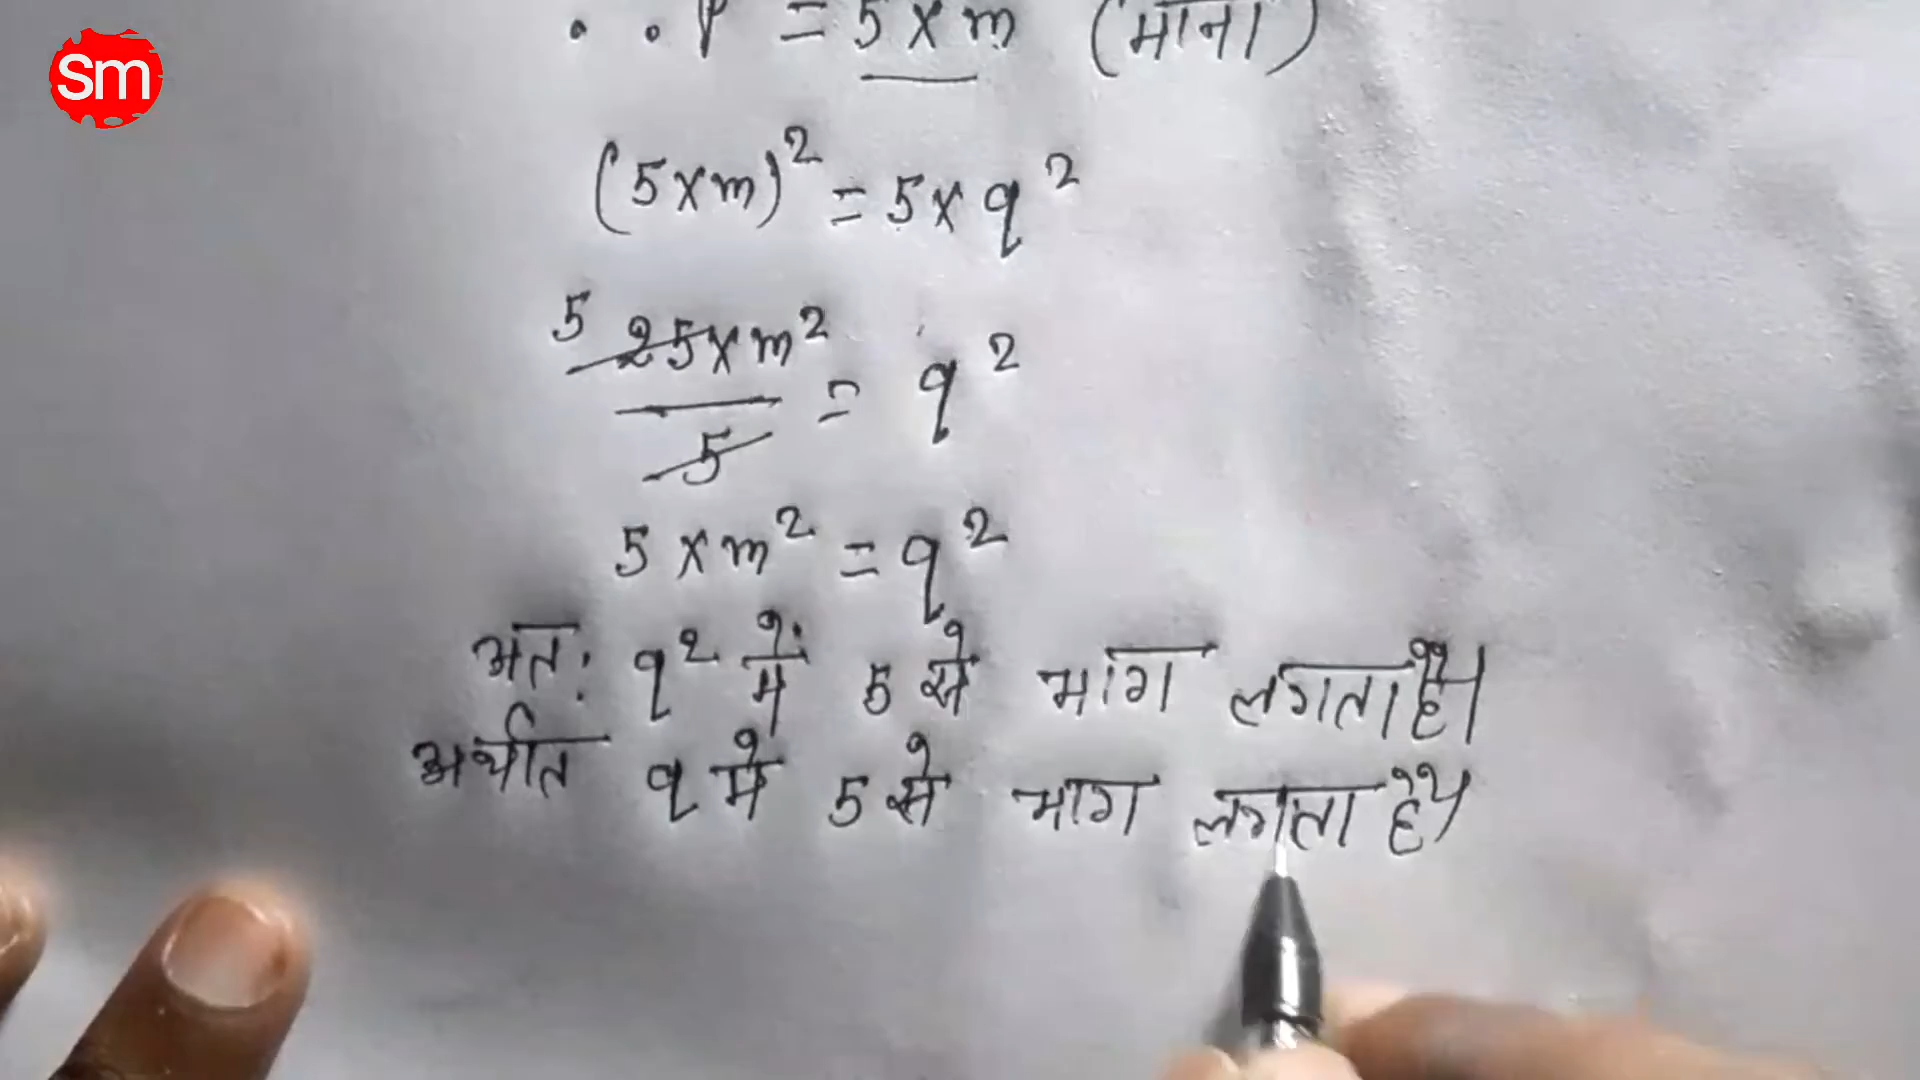 Sm
∴ P = 5 × m (माना)
(5×m)² = 5 × q²
5 25×m² / 5 = q²
5 × m² = q²
अत: q² में 5 से भाग लगता है।
अर्थात q में 5 से भाग लगता है।